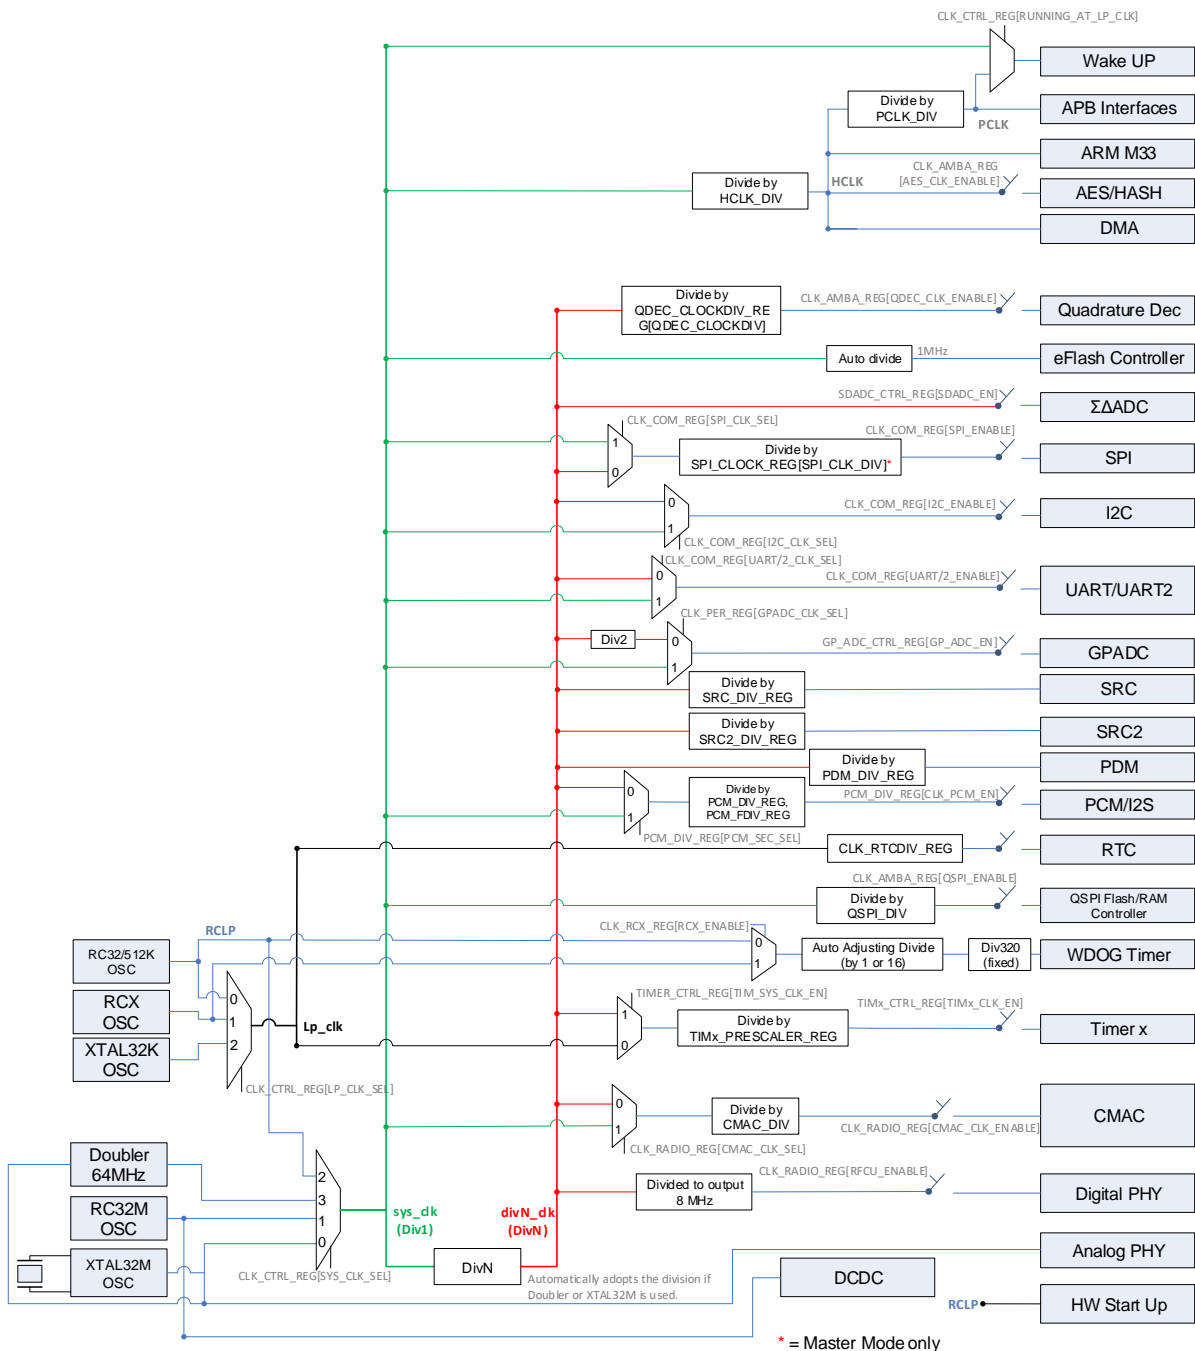 CLK_CTRL_REG[RUNNING_AT_LP_CLK]
Wake UP
Divide by
PCLK_DIV
PCLK
APB Interfaces
ARM M33
Divide by
HCLK_DIV
HCLK
CLK_AMBA_REG
[AES_CLK_ENABLE]
AES/HASH
DMA
Divide by
QDEC_CLOCKDIV_RE
G[QDEC_CLOCKDIV]
CLK_AMBA_REG[QDEC_CLK_ENABLE]
Quadrature Dec
Auto divide
1MHz
eFlash Controller
SDADC_CTRL_REG[SDADC_EN]
ΣΔADC
CLK_COM_REG[SPI_CLK_SEL]
1
0
Divide by
SPI_CLOCK_REG[SPI_CLK_DIV]*
CLK_COM_REG[SPI_ENABLE]
SPI
0
1
CLK_COM_REG[I2C_CLK_SEL]
CLK_COM_REG[I2C_ENABLE]
I2C
CLK_COM_REG[UART/2_CLK_SEL]
0
1
CLK_COM_REG[UART/2_ENABLE]
UART/UART2
CLK_PER_REG[GPADC_CLK_SEL]
Div2
0
1
GP_ADC_CTRL_REG[GP_ADC_EN]
GPADC
Divide by
SRC_DIV_REG
SRC
Divide by
SRC2_DIV_REG
SRC2
Divide by
PDM_DIV_REG
PDM
0
1
PCM_DIV_REG[PCM_SEC_SEL]
Divide by
PCM_DIV_REG,
PCM_FDIV_REG
PCM_DIV_REG[CLK_PCM_EN]
PCM/I2S
CLK_RTCDIV_REG
RTC
CLK_AMBA_REG[QSPI_ENABLE]
Divide by
QSPI_DIV
QSPI Flash/RAM
Controller
RC32/512K
OSC
RCLP
CLK_RCX_REG[RCX_ENABLE]
0
1
Auto Adjusting Divide
(by 1 or 16)
Div320
(fixed)
WDOG Timer
RCX
OSC
XTAL32K
OSC
0
1
2
Lp_clk
CLK_CTRL_REG[LP_CLK_SEL]
TIMER_CTRL_REG[TIM_SYS_CLK_EN]
1
0
Divide by
TIMx_PRESCALER_REG
TIMx_CTRL_REG[TIMx_CLK_EN]
Timer x
0
1
CLK_RADIO_REG[CMAC_CLK_SEL]
Divide by
CMAC_DIV
CLK_RADIO_REG[CMAC_CLK_ENABLE]
CMAC
Doubler
64MHz
RC32M
OSC
XTAL32M
OSC
2
3
1
0
CLK_CTRL_REG[SYS_CLK_SEL]
sys_clk
(Div1)
divN_clk
(DivN)
DivN
Automatically adopts the division if
Doubler or XTAL32M is used.
Divided to output
8 MHz
CLK_RADIO_REG[RFCU_ENABLE]
Digital PHY
Analog PHY
DCDC
RCLP
HW Start Up
* = Master Mode only